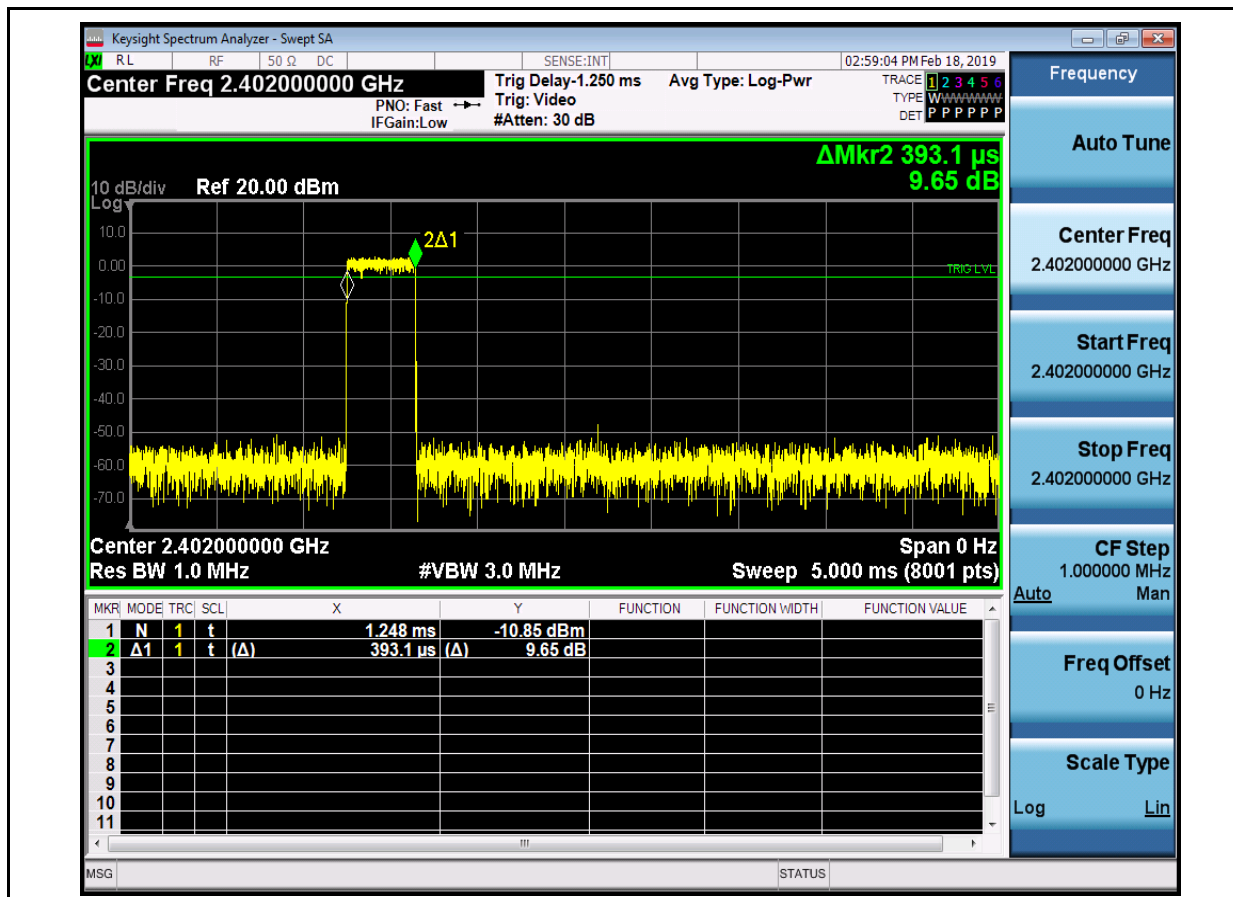 Keysight Spectrum Analyzer - Swept SA
LXI RL RF 50 Ω DC SENSE:INT 02:59:04 PM Feb 18, 2019
Center Freq 2.402000000 GHz
PNO: Fast
IFGain:Low
Trig Delay-1.250 ms
Trig: Video
#Atten: 30 dB
Avg Type: Log-Pwr
TRACE 1 2 3 4 5 6
TYPE WWWWWW
DET P P P P P P
ΔMkr2 393.1 µs
9.65 dB
10 dB/div Ref 20.00 dBm
Log
10.0
0.00
-10.0
-20.0
-30.0
-40.0
-50.0
-60.0
-70.0
2Δ1
TRIG LVL
Center 2.402000000 GHz Span 0 Hz
Res BW 1.0 MHz #VBW 3.0 MHz Sweep 5.000 ms (8001 pts)
MKR MODE TRC SCL X Y FUNCTION FUNCTION WIDTH FUNCTION VALUE
1 N 1 t 1.248 ms -10.85 dBm
2 Δ1 1 t (Δ) 393.1 µs (Δ) 9.65 dB
3
4
5
6
7
8
9
10
11
MSG STATUS
Frequency
Auto Tune
Center Freq
2.402000000 GHz
Start Freq
2.402000000 GHz
Stop Freq
2.402000000 GHz
CF Step
1.000000 MHz
Auto Man
Freq Offset
0 Hz
Scale Type
Log Lin